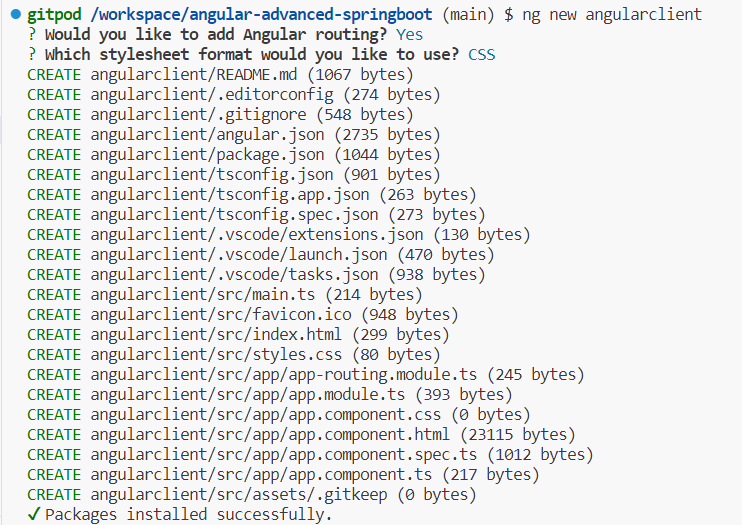 gitpod /workspace/angular-advanced-springboot (main) $ ng new angularclient
? Would you like to add Angular routing? Yes
? Which stylesheet format would you like to use? CSS
CREATE angularclient/README.md (1067 bytes)
CREATE angularclient/.editorconfig (274 bytes)
CREATE angularclient/.gitignore (548 bytes)
CREATE angularclient/angular.json (2735 bytes)
CREATE angularclient/package.json (1044 bytes)
CREATE angularclient/tsconfig.json (901 bytes)
CREATE angularclient/tsconfig.app.json (263 bytes)
CREATE angularclient/tsconfig.spec.json (273 bytes)
CREATE angularclient/.vscode/extensions.json (130 bytes)
CREATE angularclient/.vscode/launch.json (470 bytes)
CREATE angularclient/.vscode/tasks.json (938 bytes)
CREATE angularclient/src/main.ts (214 bytes)
CREATE angularclient/src/favicon.ico (948 bytes)
CREATE angularclient/src/index.html (299 bytes)
CREATE angularclient/src/styles.css (80 bytes)
CREATE angularclient/src/app/app-routing.module.ts (245 bytes)
CREATE angularclient/src/app/app.module.ts (393 bytes)
CREATE angularclient/src/app/app.component.css (0 bytes)
CREATE angularclient/src/app/app.component.html (23115 bytes)
CREATE angularclient/src/app/app.component.spec.ts (1012 bytes)
CREATE angularclient/src/app/app.component.ts (217 bytes)
CREATE angularclient/src/assets/.gitkeep (0 bytes)
✓ Packages installed successfully.